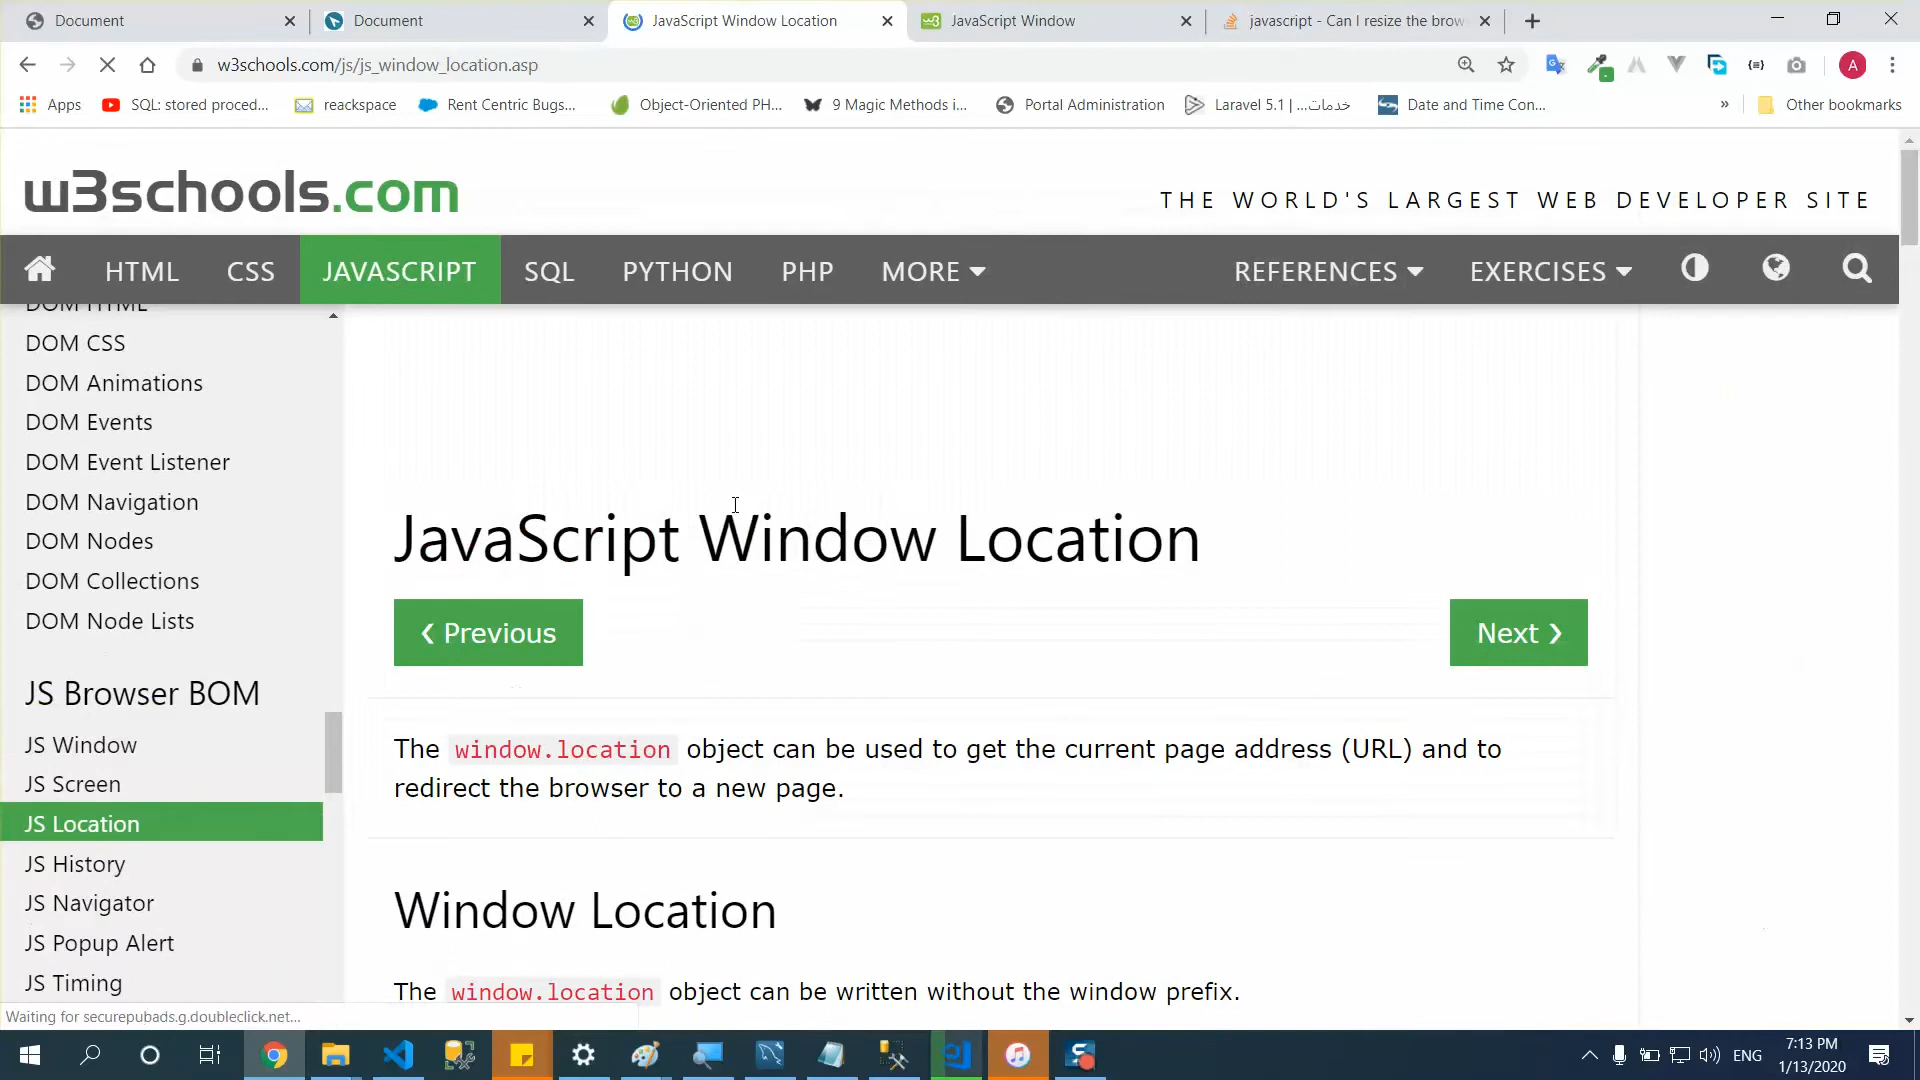 Document
Document
JavaScript Window Location
JavaScript Window
javascript - Can I resize the brow
w3schools.com/js/js_window_location.asp
A
Apps
SQL: stored proced...
reackspace
Rent Centric Bugs...
Object-Oriented PH...
9 Magic Methods i...
Portal Administration
Laravel 5.1 | ...خدمات
Date and Time Con...
»
Other bookmarks
w3schools.com
THE WORLD'S LARGEST WEB DEVELOPER SITE
HTML
CSS
JAVASCRIPT
SQL
PYTHON
PHP
MORE
REFERENCES
EXERCISES
DOM HTML
DOM CSS
DOM Animations
DOM Events
DOM Event Listener
DOM Navigation
DOM Nodes
DOM Collections
DOM Node Lists
JS Browser BOM
JS Window
JS Screen
JS Location
JS History
JS Navigator
JS Popup Alert
JS Timing
JavaScript Window Location
❮ Previous
Next ❯
The window.location object can be used to get the current page address (URL) and to
redirect the browser to a new page.
Window Location
The window.location object can be written without the window prefix.
Waiting for securepubads.g.doubleclick.net...
ENG
7:13 PM
1/13/2020